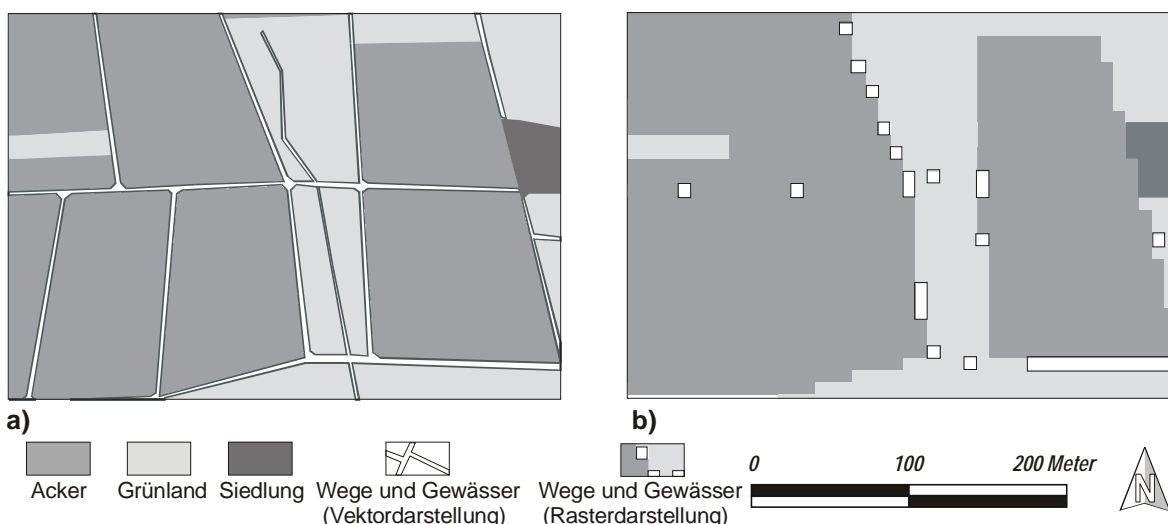 a)
b)
Acker
Grünland
Siedlung
Wege und Gewässer
(Vektordarstellung)
Wege und Gewässer
(Rasterdarstellung)
0 100 200 Meter
N